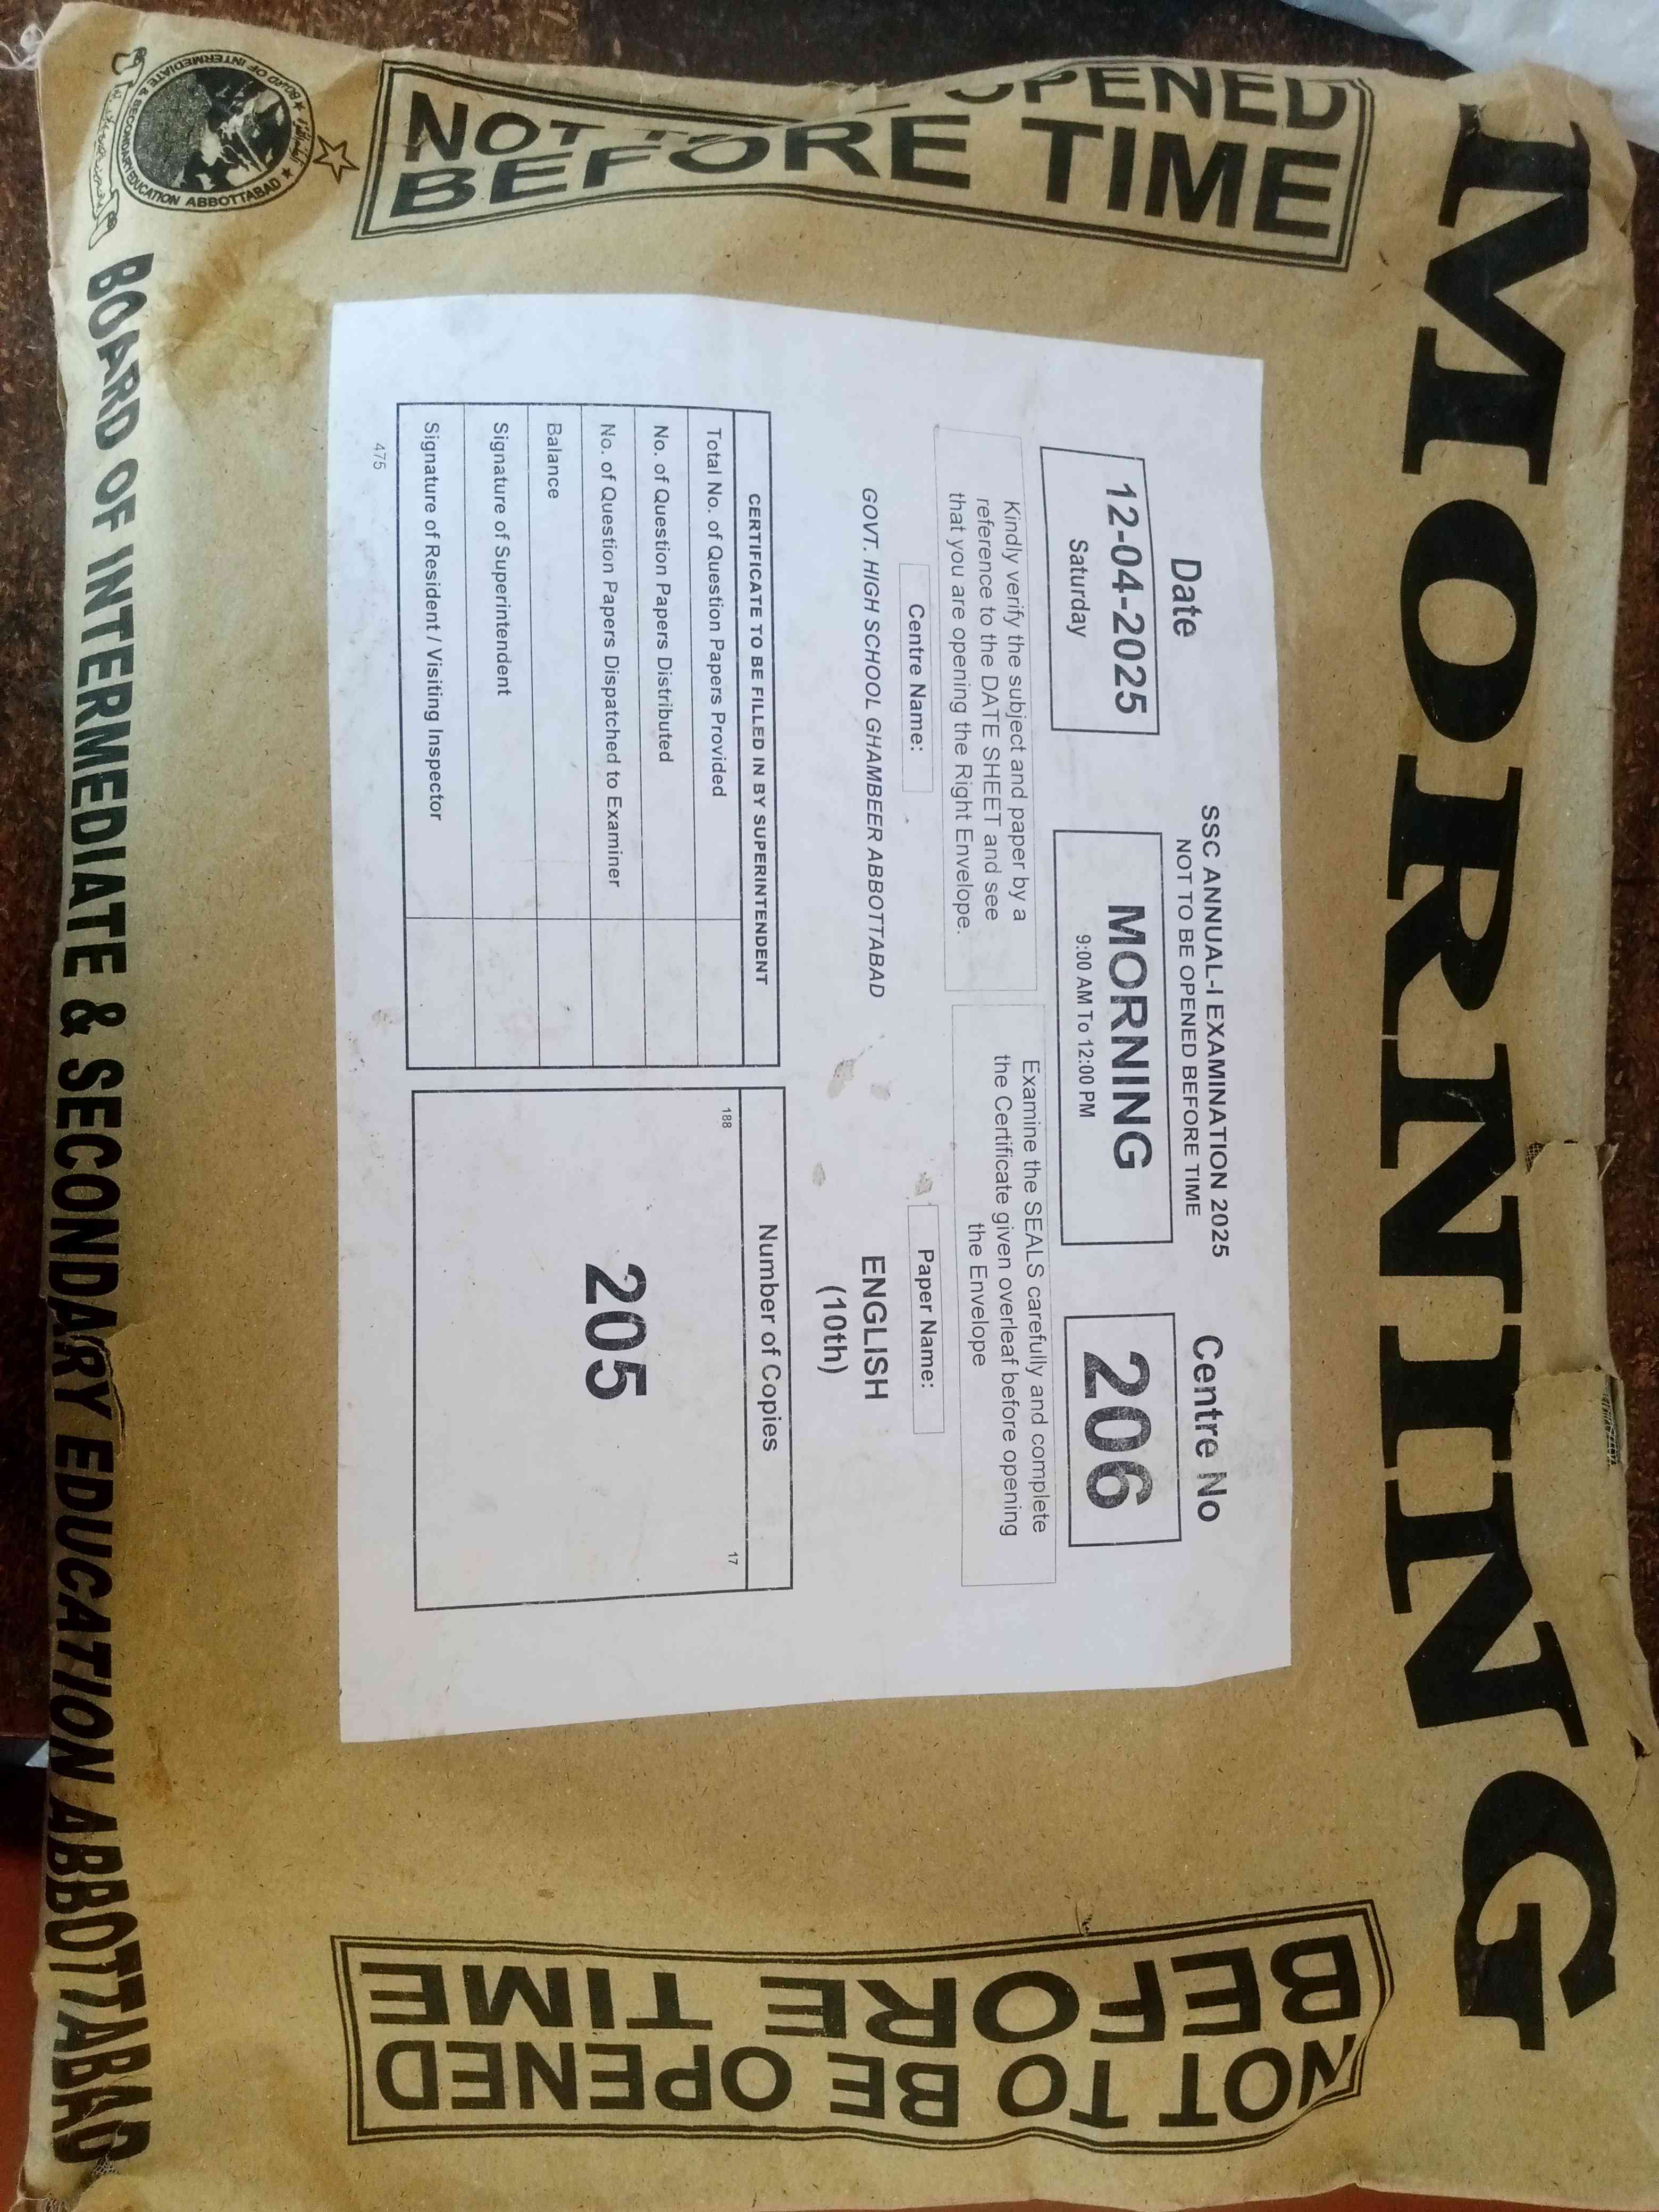 MORNING
NOT TO BE OPENED
BEFORE TIME
SSC ANNUAL-I EXAMINATION 2025
NOT TO BE OPENED BEFORE TIME
Date
12-04-2025
Saturday
MORNING
9:00 AM To 12:00 PM
Centre No
206
Kindly verify the subject and paper by a
reference to the DATE SHEET and see
that you are opening the Right Envelope.
Examine the SEALS carefully and complete
the Certificate given overleaf before opening
the Envelope
Centre Name:
GOVT. HIGH SCHOOL GHAMBEER ABBOTTABAD
Paper Name:
ENGLISH
(10th)
CERTIFICATE TO BE FILLED IN BY SUPERINTENDENT
Total No. of Question Papers Provided
No. of Question Papers Distributed
No. of Question Papers Dispatched to Examiner
Balance
Signature of Superintendent
Signature of Resident / Visiting Inspector
475
Number of Copies
188
17
205
NOT TO BE OPENED
BEFORE TIME
BOARD OF INTERMEDIATE & SECONDARY EDUCATION ABBOTTABAD
BOARD OF INTERMEDIATE & SECONDARY EDUCATION ABBOTTABAD